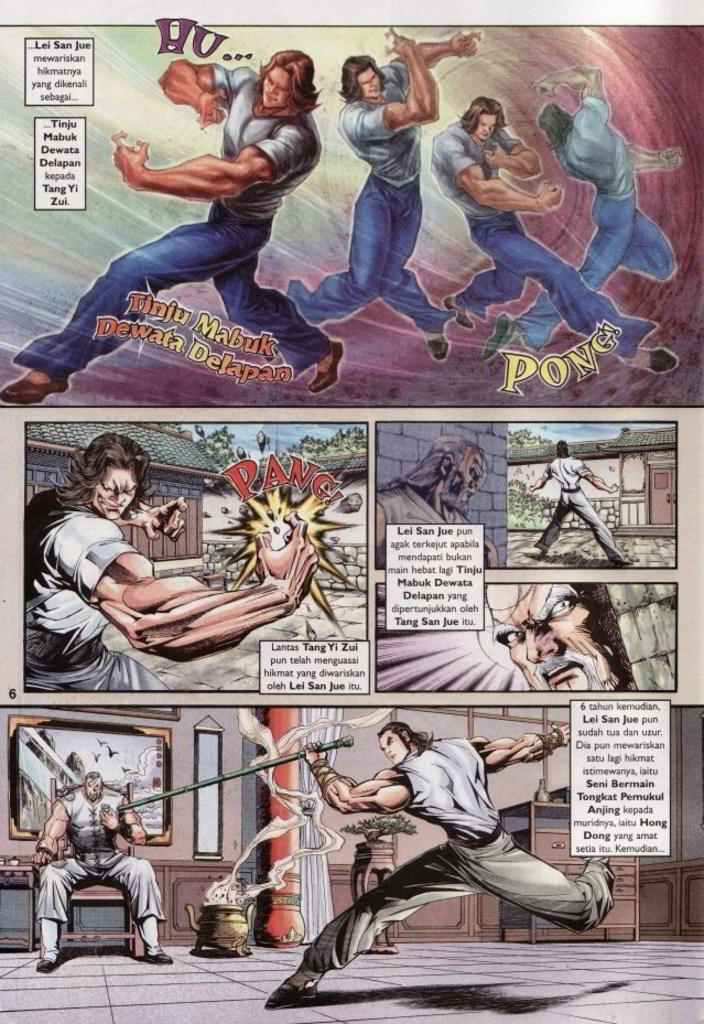 HU...
...Lei San Jue
mewariskan
hikmatnya
yang dikenali
sebagai...
...Tinju
Mabuk
Dewata
Delapan
kepada
Tang Yi
Zui.
Tinju Mabuk
Dewata Delapan
PONG!
PANG!
Lantas Tang Yi Zui
pun telah menguasai
hikmat yang diwariskan
oleh Lei San Jue itu.
Lei San Jue pun
agak terkejut apabila
mendapati bukan
main hebat lagi Tinju
Mabuk Dewata
Delapan yang
dipertunjukkan oleh
Tang San Jue itu.
6
6 tahun kemudian,
Lei San Jue pun
sudah tua dan uzur.
Dia pun mewariskan
satu lagi hikmat
istimewanya, iaitu
Seni Bermain
Tongkat Pemukul
Anjing kepada
muridnya, iaitu Hong
Dong yang amat
setia itu. Kemudian...